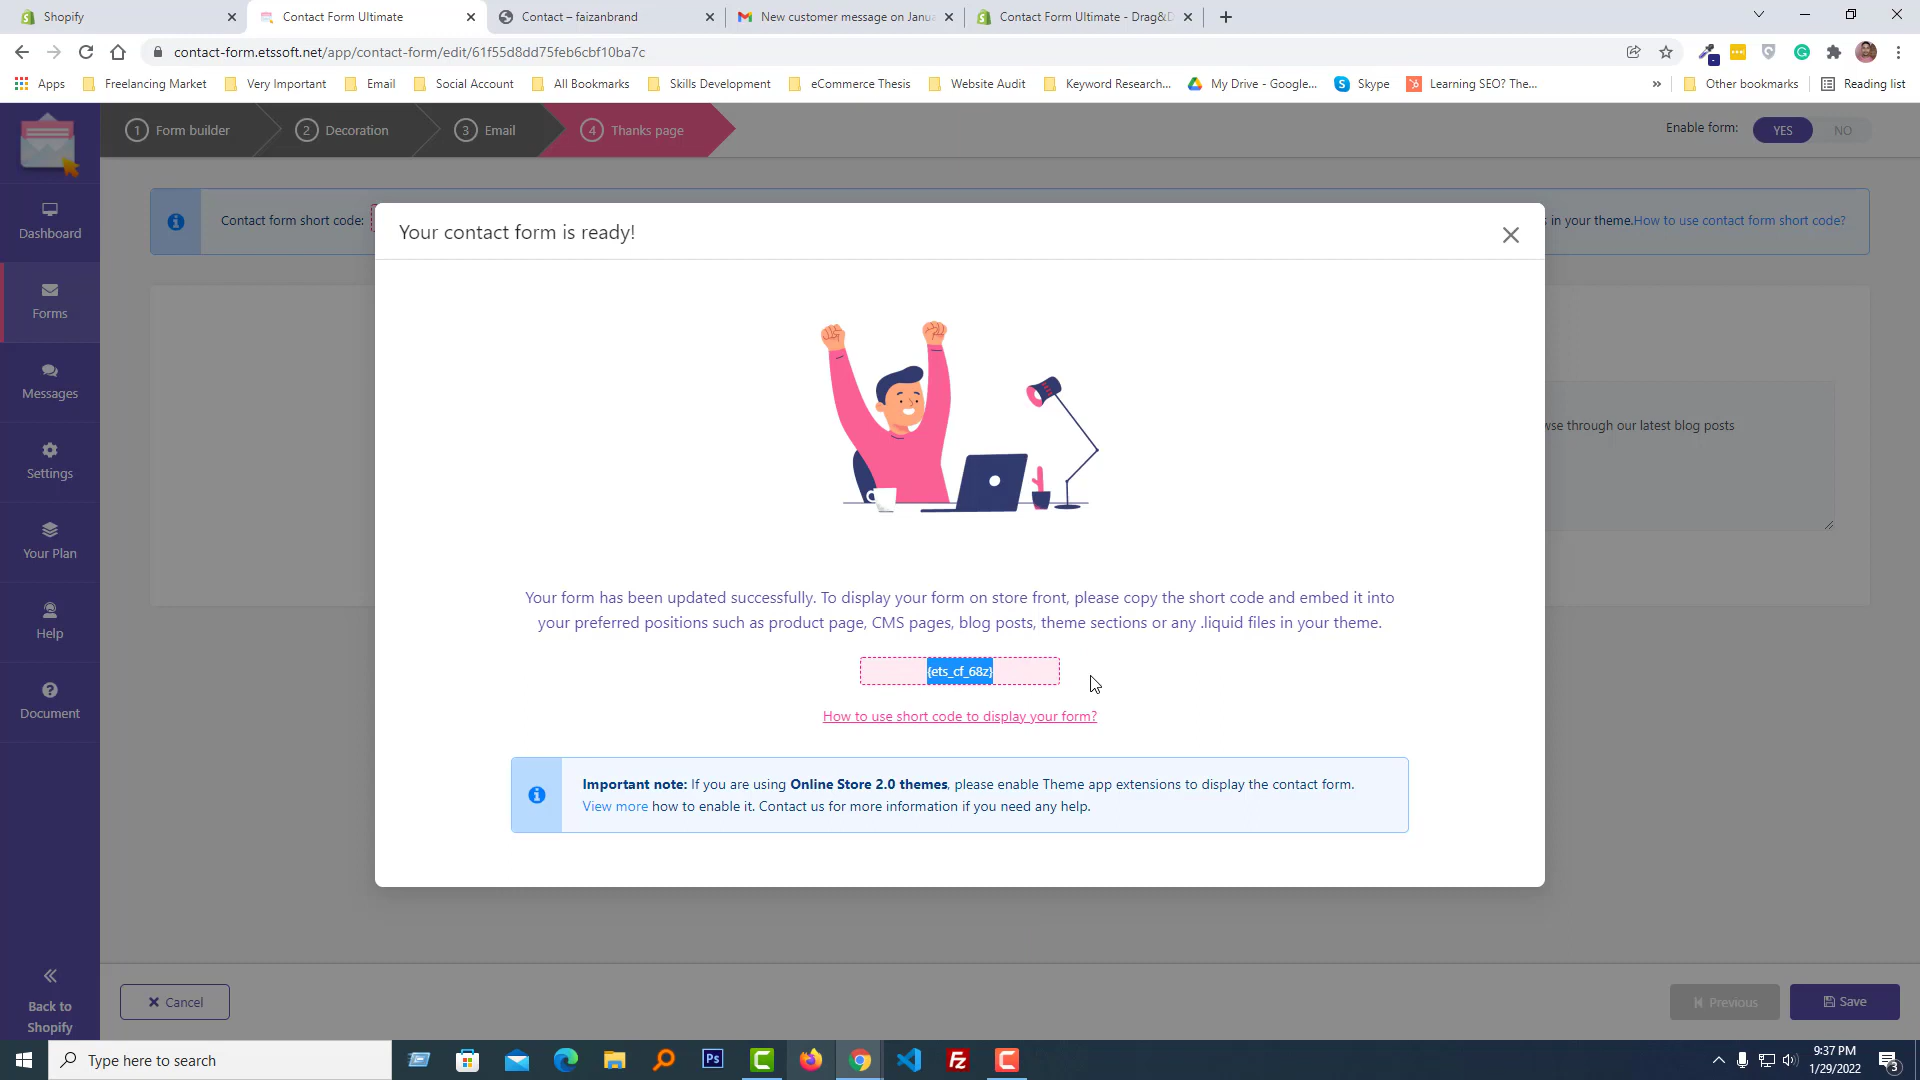 Shopify
Contact Form Ultimate
Contact – faizanbrand
New customer message on Janua
Contact Form Ultimate - Drag&D
contact-form.etssoft.net/app/contact-form/edit/61f55d8dd75feb6cbf10ba7c
Apps
Freelancing Market
Very Important
Email
Social Account
All Bookmarks
Skills Development
eCommerce Thesis
Website Audit
Keyword Research...
My Drive - Google...
Skype
Learning SEO? The...
»
Other bookmarks
Reading list
1 Form builder
2 Decoration
3 Email
4 Thanks page
Enable form:
YES
NO
Dashboard
Forms
Messages
Settings
Your Plan
Help
Document
Back to
Shopify
Contact form short code:
in your theme.How to use contact form short code?
Your contact form is ready!
wse through our latest blog posts
Your form has been updated successfully. To display your form on store front, please copy the short code and embed it into
your preferred positions such as product page, CMS pages, blog posts, theme sections or any .liquid files in your theme.
{ets_cf_68z}
How to use short code to display your form?
Important note: If you are using Online Store 2.0 themes, please enable Theme app extensions to display the contact form.
View more how to enable it. Contact us for more information if you need any help.
Cancel
Previous
Save
Type here to search
Ps
9:37 PM
1/29/2022
3